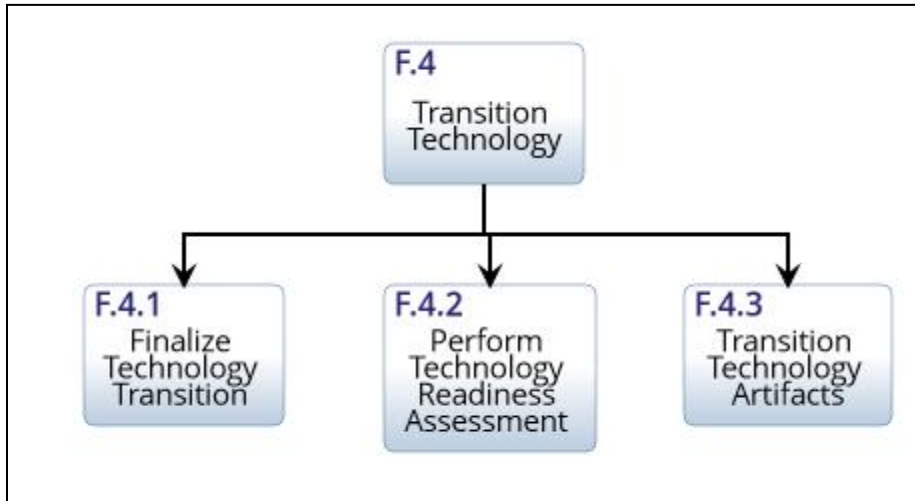 F.4
Transition
Technology
F.4.1
Finalize
Technology
Transition
F.4.2
Perform
Technology
Readiness
Assessment
F.4.3
Transition
Technology
Artifacts